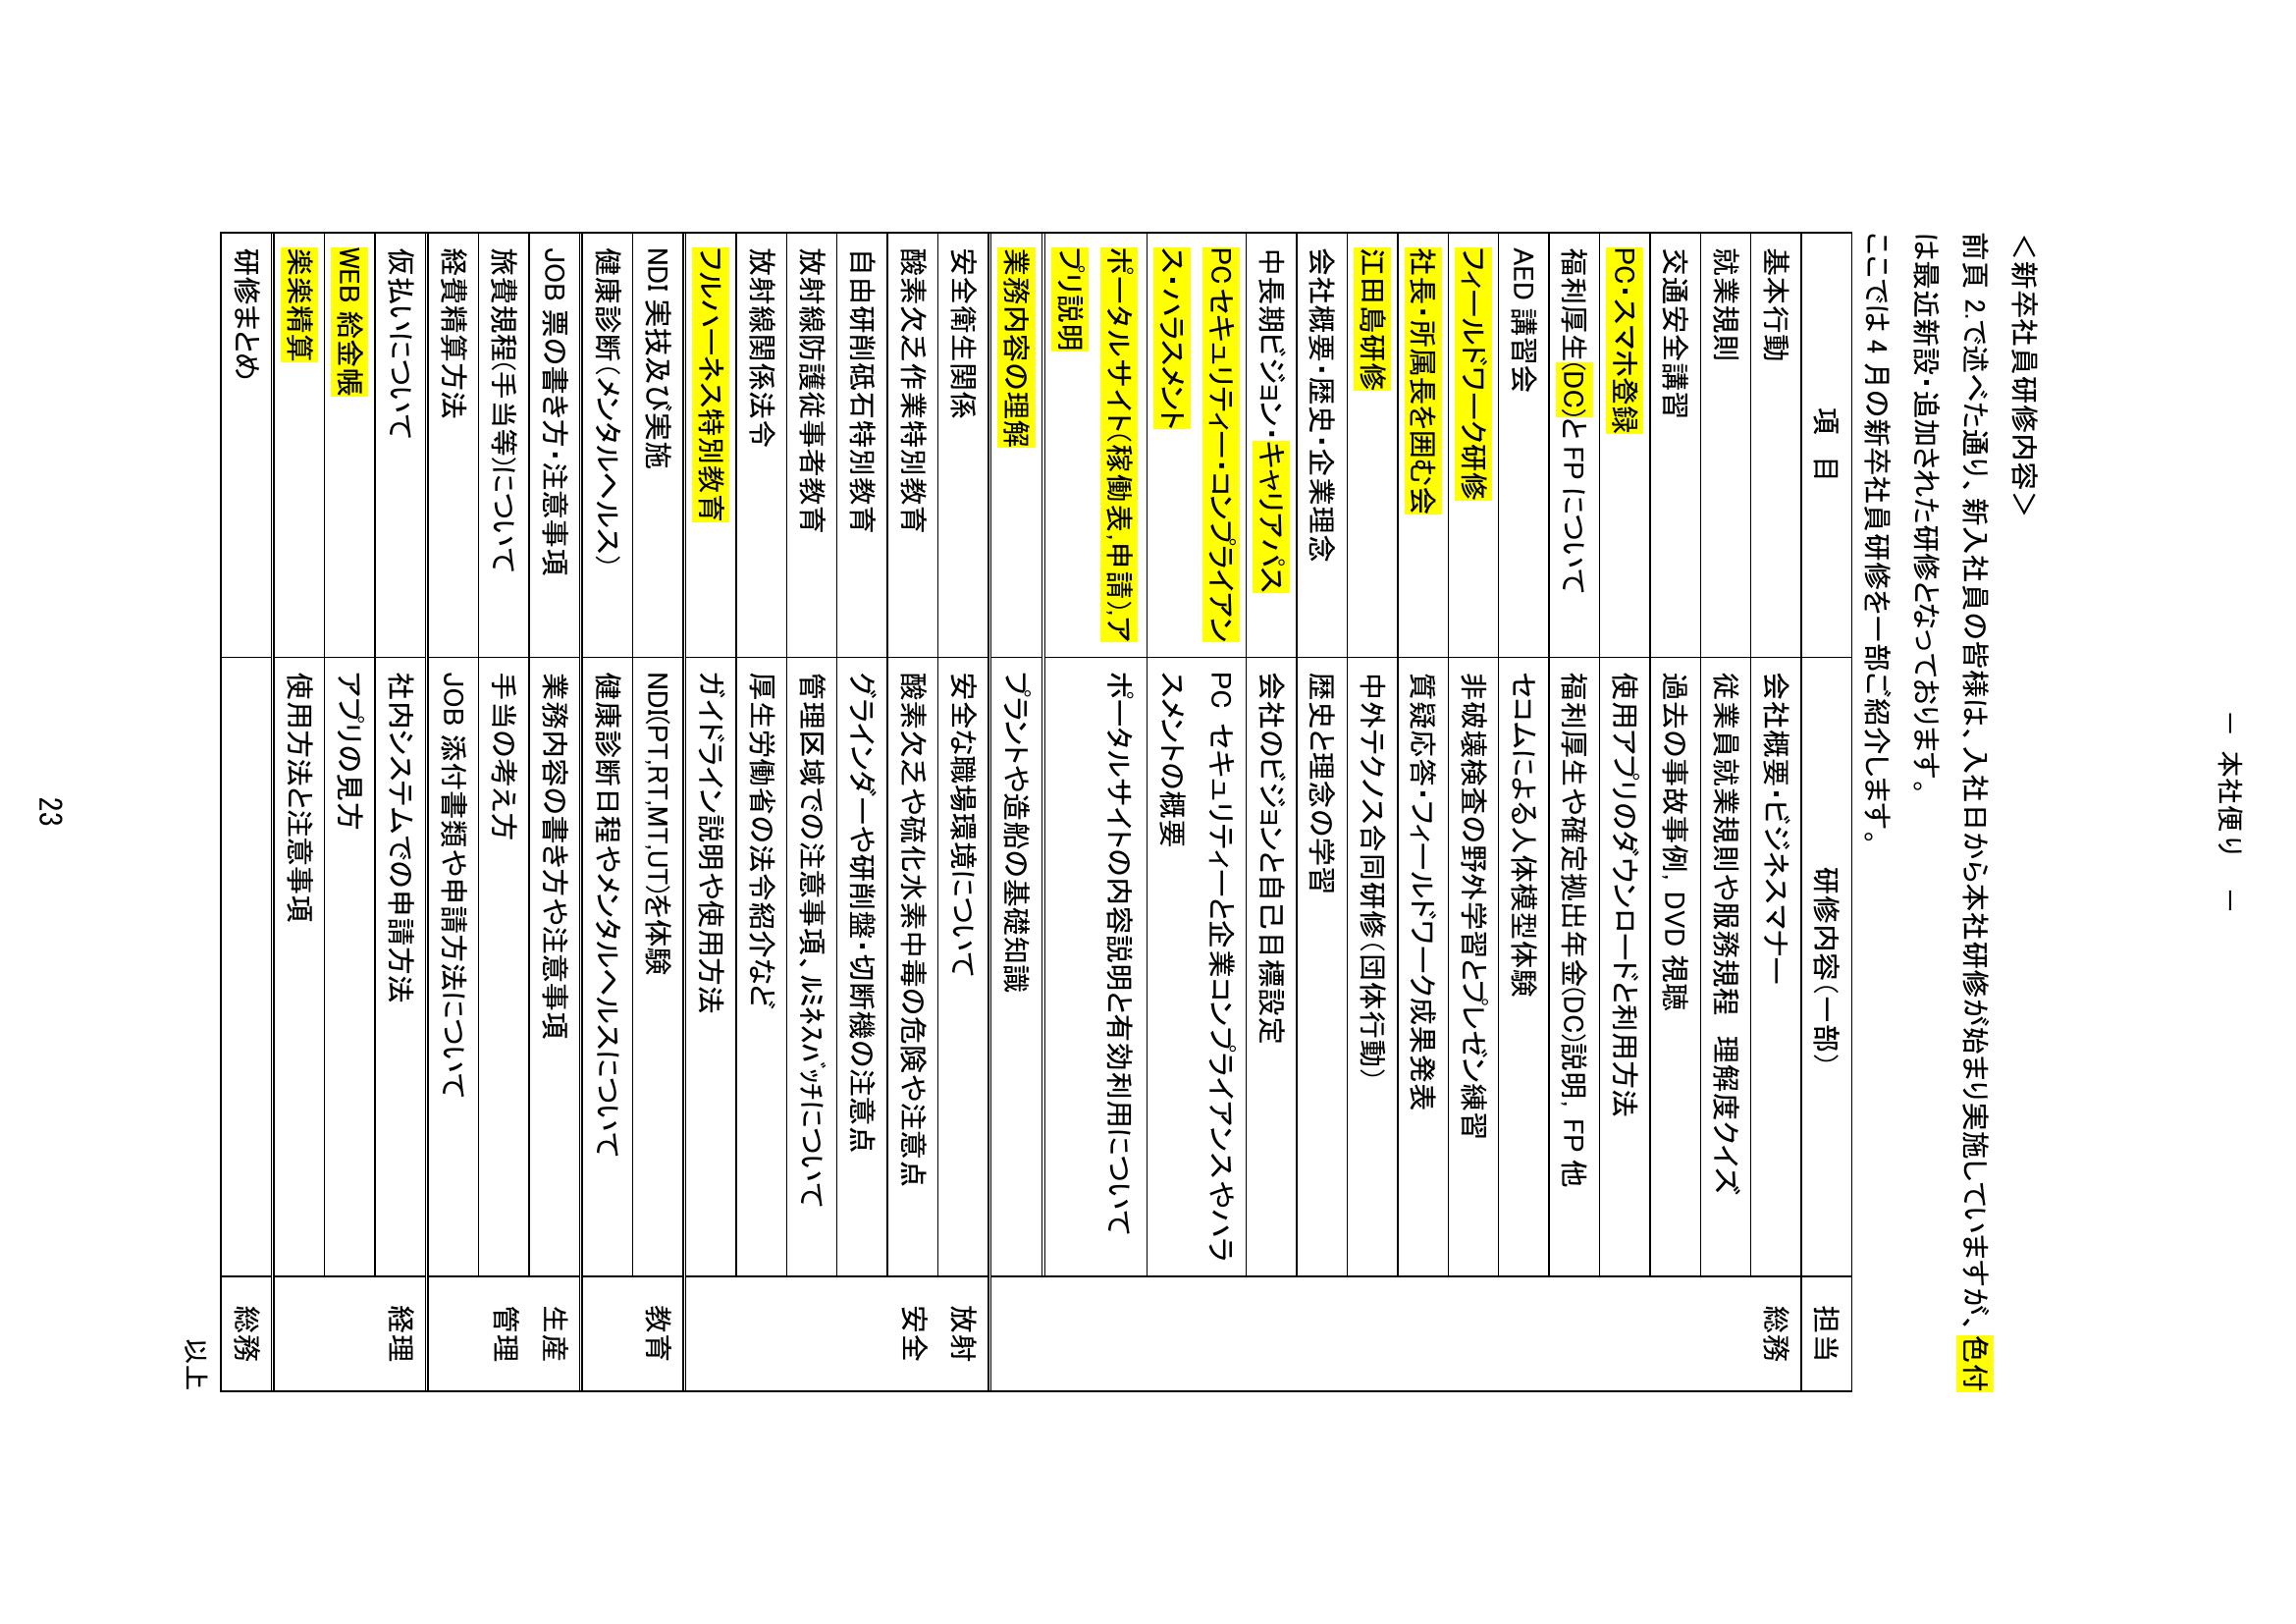 － 本社便り －
＜新卒社員研修内容＞
前頁 2.で述べた通り、新入社員の皆様は、入社日から本社研修が始まり実施していますが、色付
は最近新設・追加された研修となっております。
ここでは 4 月の新卒社員研修を一部ご紹介します。
項 目 研修内容（一部） 担当
基本行動 会社概要・ビジネスマナー 総務
就業規則 従業員就業規則や服務規程 理解度クイズ
交通安全講習 過去の事故事例, DVD 視聴
PC・スマホ登録 使用アプリのダウンロードと利用方法
福利厚生(DC)と FP について 福利厚生や確定拠出年金(DC)説明, FP 他
AED 講習会 セコムによる人体模型体験
フィールドワーク研修 非破壊検査の野外学習とプレゼン練習
社長・所属長を囲む会 質疑応答・フィールドワーク成果発表
江田島研修 中外テクノス合同研修（団体行動）
会社概要・歴史・企業理念 歴史と理念の学習
中長期ビジョン・キャリアパス 会社のビジョンと自己目標設定
PC セキュリティー・コンプライアン PC セキュリティーと企業コンプライアンスやハラ
ス・ハラスメント スメントの概要
ポータルサイト（稼働表,申請）,ア ポータルサイトの内容説明と有効利用について
プリ説明
業務内容の理解 プラントや造船の基礎知識
安全衛生関係 安全な職場環境について 放射
酸素欠乏作業特別教育 酸素欠乏や硫化水素中毒の危険や注意点 安全
自由研削砥石特別教育 グラインダーや研削盤・切断機の注意点
放射線防護従事者教育 管理区域での注意事項、ﾙﾐﾈｽﾊﾞｯﾁについて
放射線関係法令 厚生労働省の法令紹介など
フルハーネス特別教育 ガイドライン説明や使用方法
NDI 実技及び実施 NDI(PT,RT,MT,UT)を体験 教育
健康診断（メンタルヘルス） 健康診断日程やメンタルヘルスについて
JOB 票の書き方・注意事項 業務内容の書き方や注意事項 生産
旅費規程(手当等)について 手当の考え方 管理
経費精算方法 JOB 添付書類や申請方法について
仮払いについて 社内システムでの申請方法 経理
WEB 給金帳 アプリの見方
楽楽精算 使用方法と注意事項
研修まとめ 総務
以上
23